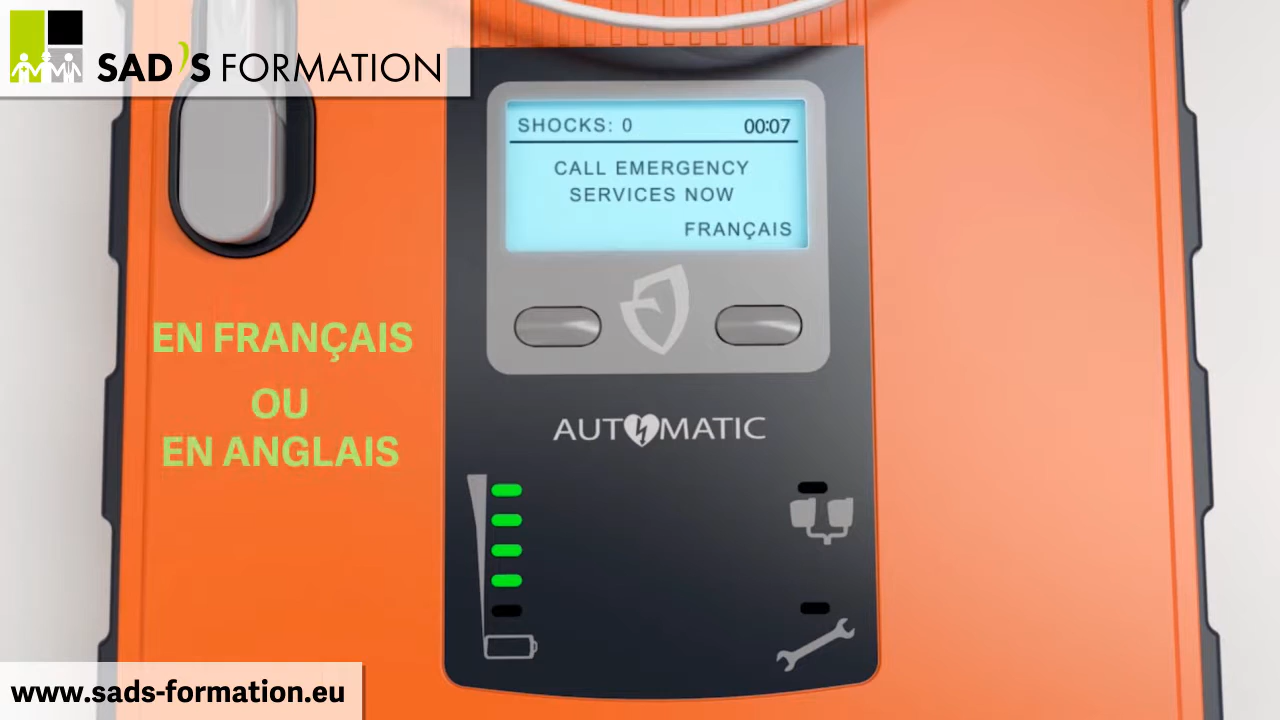 SAD'S FORMATION
SHOCKS: 0 00:07
CALL EMERGENCY
SERVICES NOW
FRANÇAIS
EN FRANÇAIS
OU
EN ANGLAIS
AUTOMATIC
www.sads-formation.eu